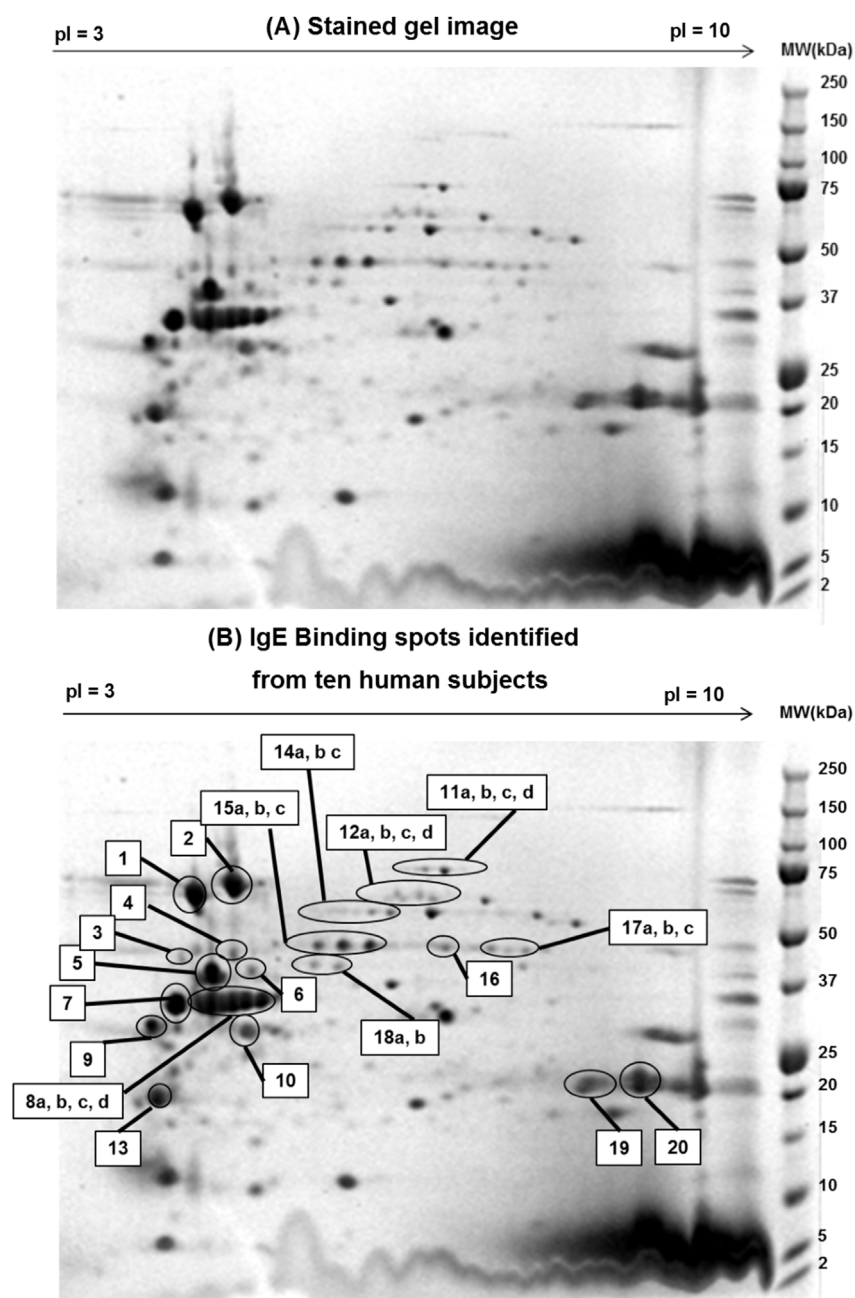 (A) Stained gel image
pI = 3
pI = 10
MW(kDa)
250
150
100
75
50
37
25
20
15
10
5
2
(B) IgE Binding spots identified
from ten human subjects
pI = 3
pI = 10
MW(kDa)
14a, b c
11a, b, c, d
15a, b, c
12a, b, c, d
2
1
4
3
17a, b, c
5
16
7
6
18a, b
9
10
8a, b, c, d
13
19
20
250
150
100
75
50
37
25
20
15
10
5
2